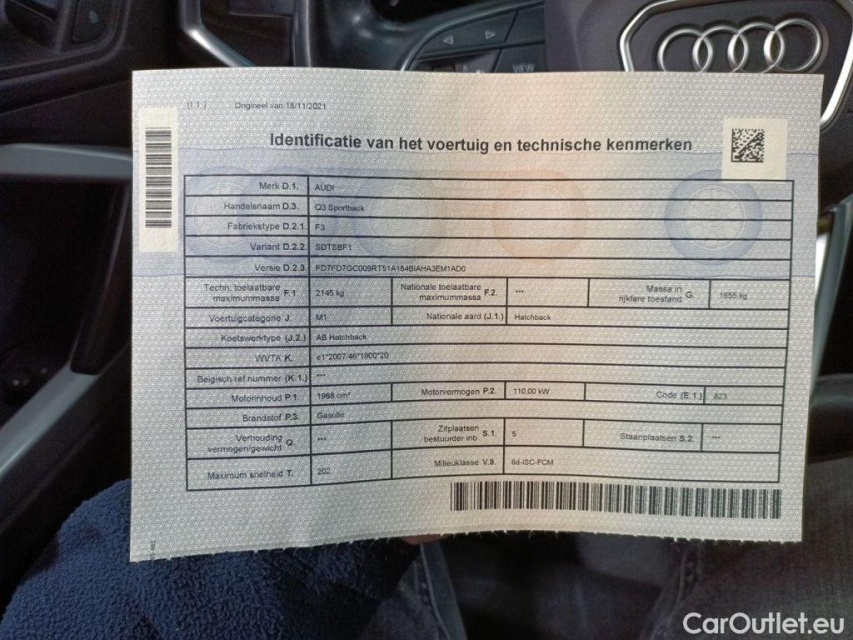 (I.1.) Origineel van 18/11/2021
Identificatie van het voertuig en technische kenmerken
Merk D.1. AUDI
Handelsnaam D.3. Q3 Sportback
Fabriekstype D.2.1. F3
Variant D.2.2. SDTSBF1
Versie D.2.3. FD7FD7GC009RT51A184BIAHA3EM1AD0
Techn. toelaatbare maximummassa F.1 2145 kg Nationale toelaatbare maximummassa F.2. --- Massa in rijklare toestand G. 1655 kg
Voertuigcategorie J. M1 Nationale aard (J.1.) Hatchback
Koetswerktype (J.2.) AB Hatchback
WVTA K. e1*2007/46*1900*20
Belgisch ref.nummer (K.1.) ---
Motorinhoud P.1. 1968 cm³ Motorvermogen P.2. 110,00 kW Code (E.1.) 823
Brandstof P.3. Gasolie
Verhouding vermogen/gewicht Q. --- Zitplaatsen bestuurder inb S.1. 5 Staanplaatsen S.2. ---
Maximum snelheid T. 202 Milieuklasse V.9. 6d-ISC-FCM
VIEW
CarOutlet.eu